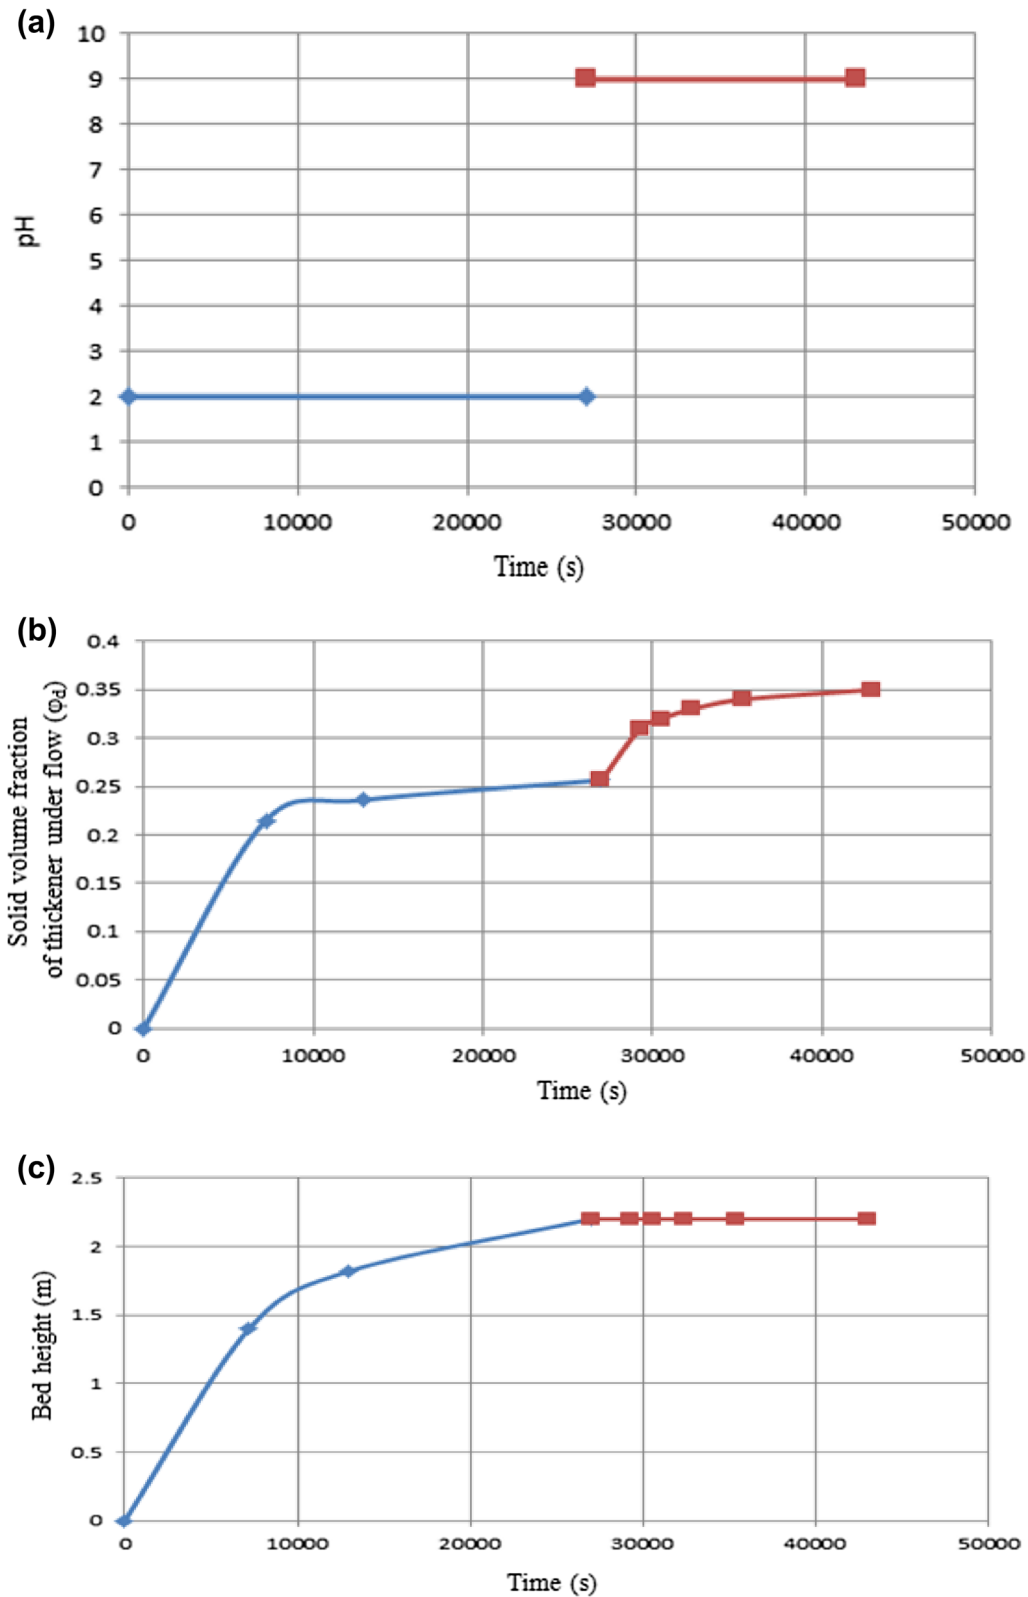 (a)
10
9
8
7
6
5
4
3
2
1
0
pH
0 10000 20000 30000 40000 50000
Time (s)
(b)
0.4
0.35
0.3
0.25
0.2
0.15
0.1
0.05
0
Solid volume fraction
of thickener under flow (φd)
0 10000 20000 30000 40000 50000
Time (s)
(c)
2.5
2
1.5
1
0.5
0
Bed height (m)
0 10000 20000 30000 40000 50000
Time (s)